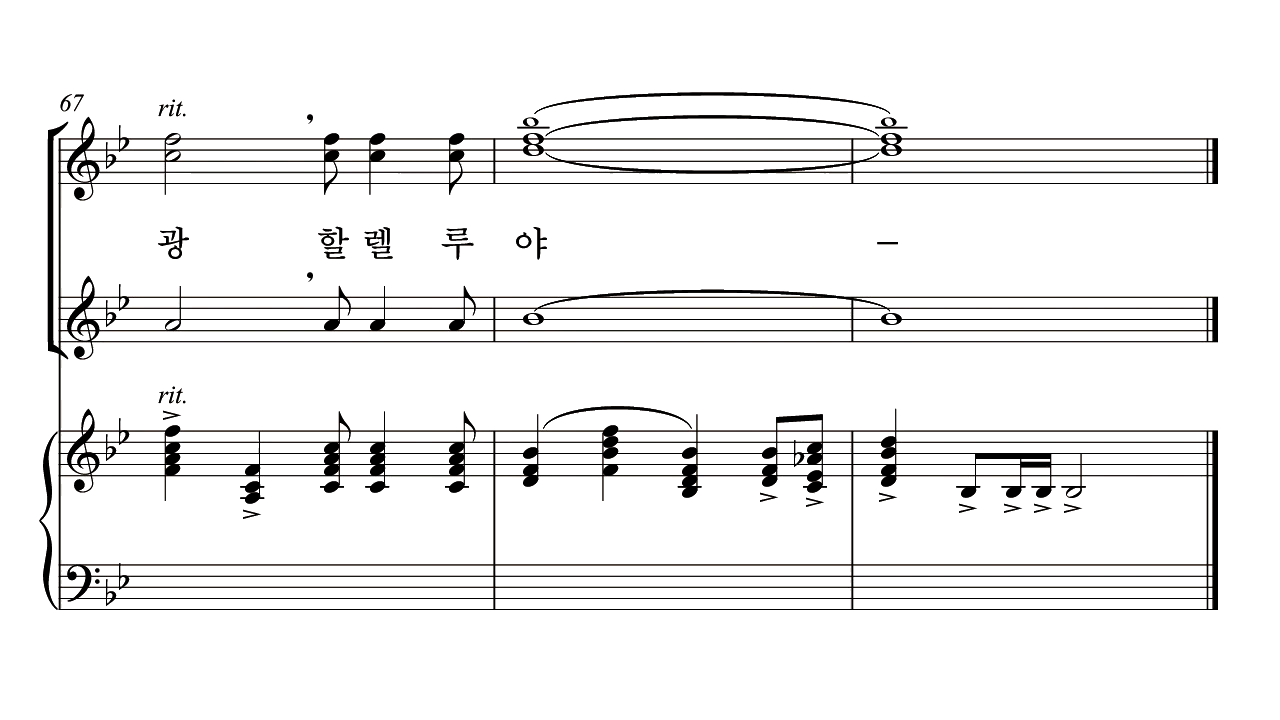 67
rit.
광 할 렐 루 야 –
rit.